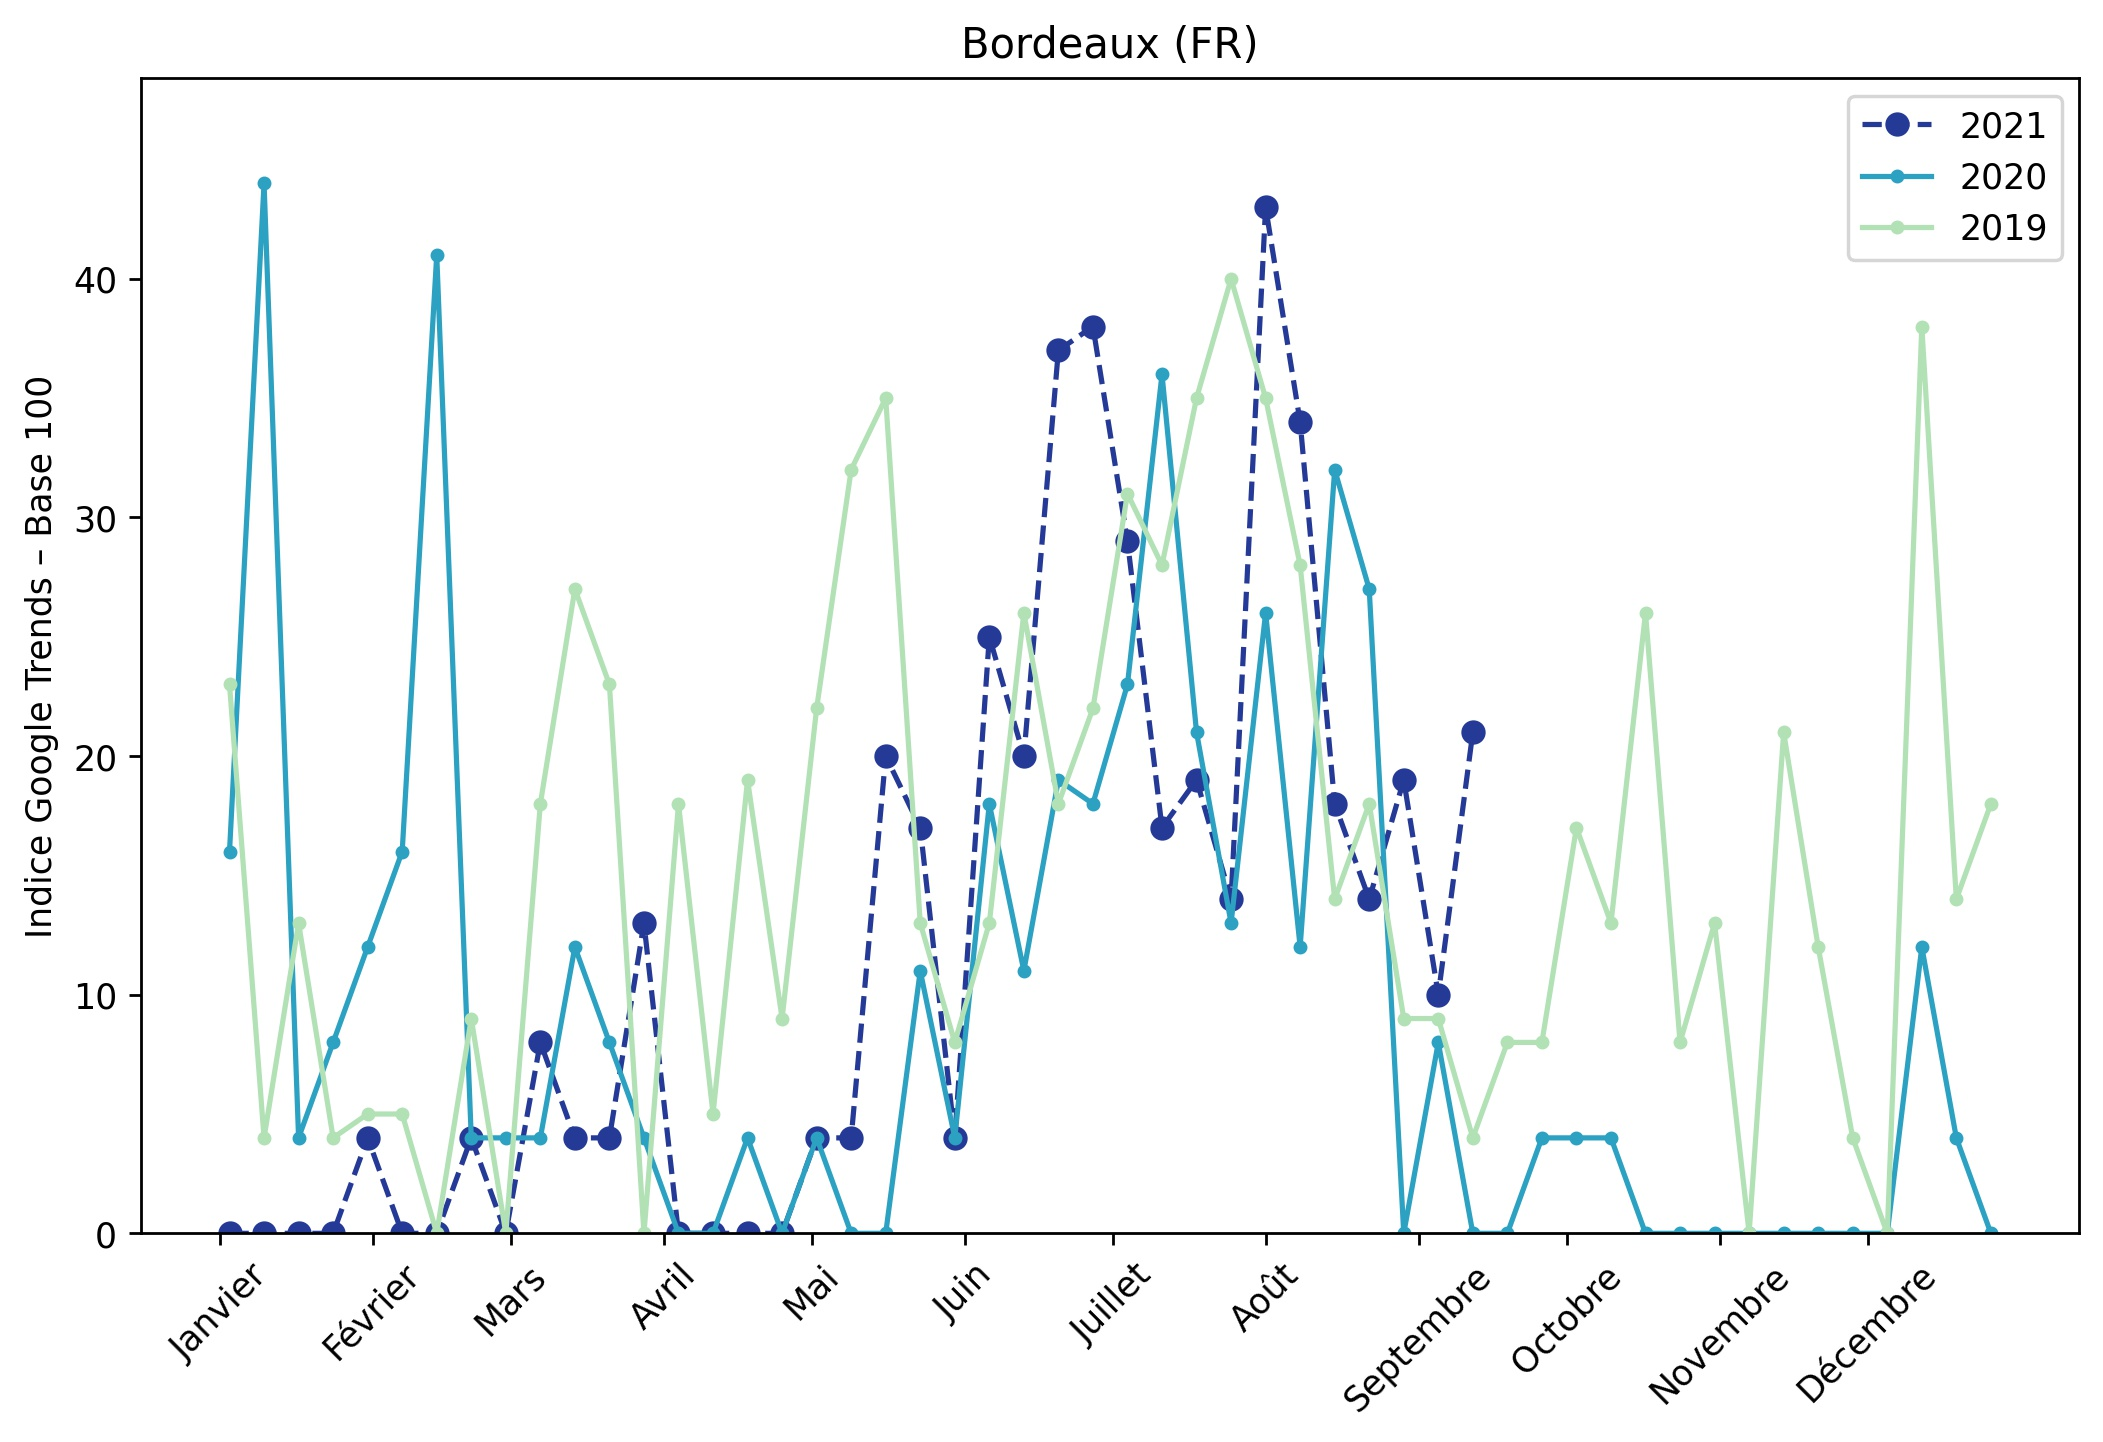 Bordeaux (FR)
2021
2020
2019
Indice Google Trends – Base 100
40
30
20
10
0
Janvier
Février
Mars
Avril
Mai
Juin
Juillet
Août
Septembre
Octobre
Novembre
Décembre